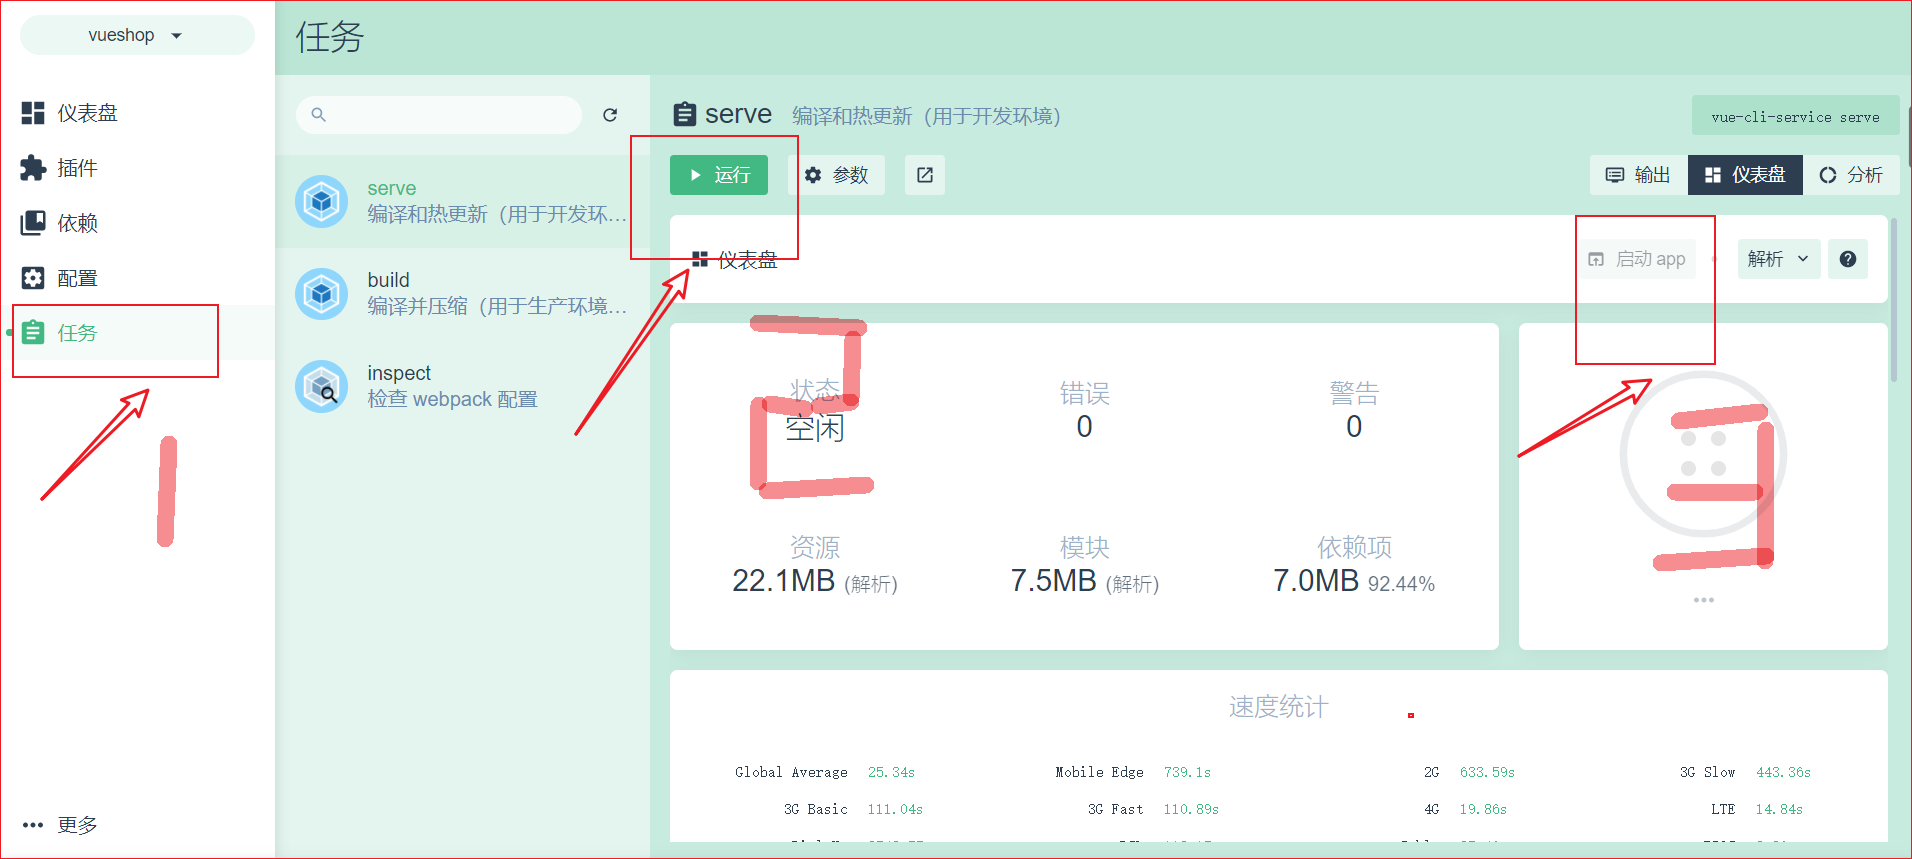 vueshop
仪表盘
插件
依赖
配置
任务
更多
任务
serve
编译和热更新（用于开发环...
build
编译并压缩（用于生产环境...
inspect
检查 webpack 配置
serve 编译和热更新（用于开发环境）
vue-cli-service serve
运行 参数 输出 仪表盘 分析
仪表盘 启动 app 解析
状态 错误 警告
空闲 0 0
资源 模块 依赖项
22.1MB (解析) 7.5MB (解析) 7.0MB 92.44%
速度统计
Global Average 25.34s Mobile Edge 739.1s 2G 633.59s 3G Slow 443.36s
3G Basic 111.04s 3G Fast 110.89s 4G 19.86s LTE 14.84s
1
2
3